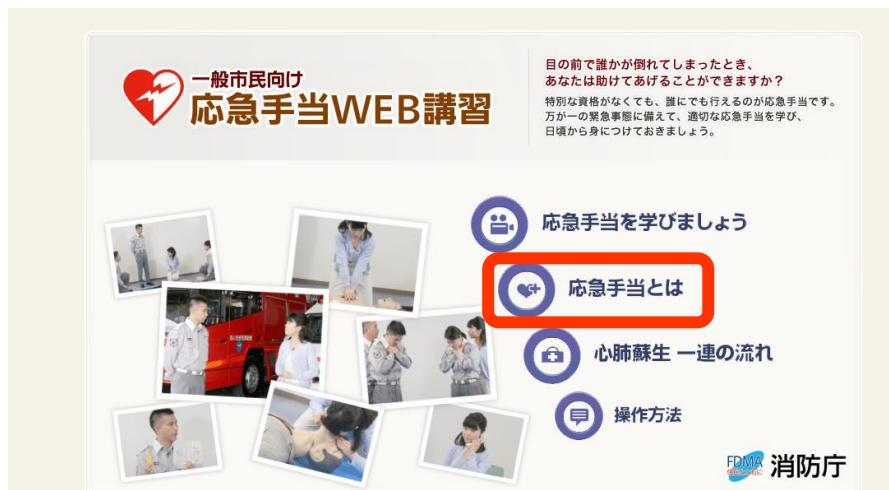 一般市民向け
応急手当WEB講習
目の前で誰かが倒れてしまったとき、
あなたは助けてあげることができますか？
特別な資格がなくても、誰にでも行えるのが応急手当です。
万が一の緊急事態に備えて、適切な応急手当を学び、
日頃から身につけておきましょう。
応急手当を学びましょう
応急手当とは
心肺蘇生 一連の流れ
操作方法
FDMA
消防庁